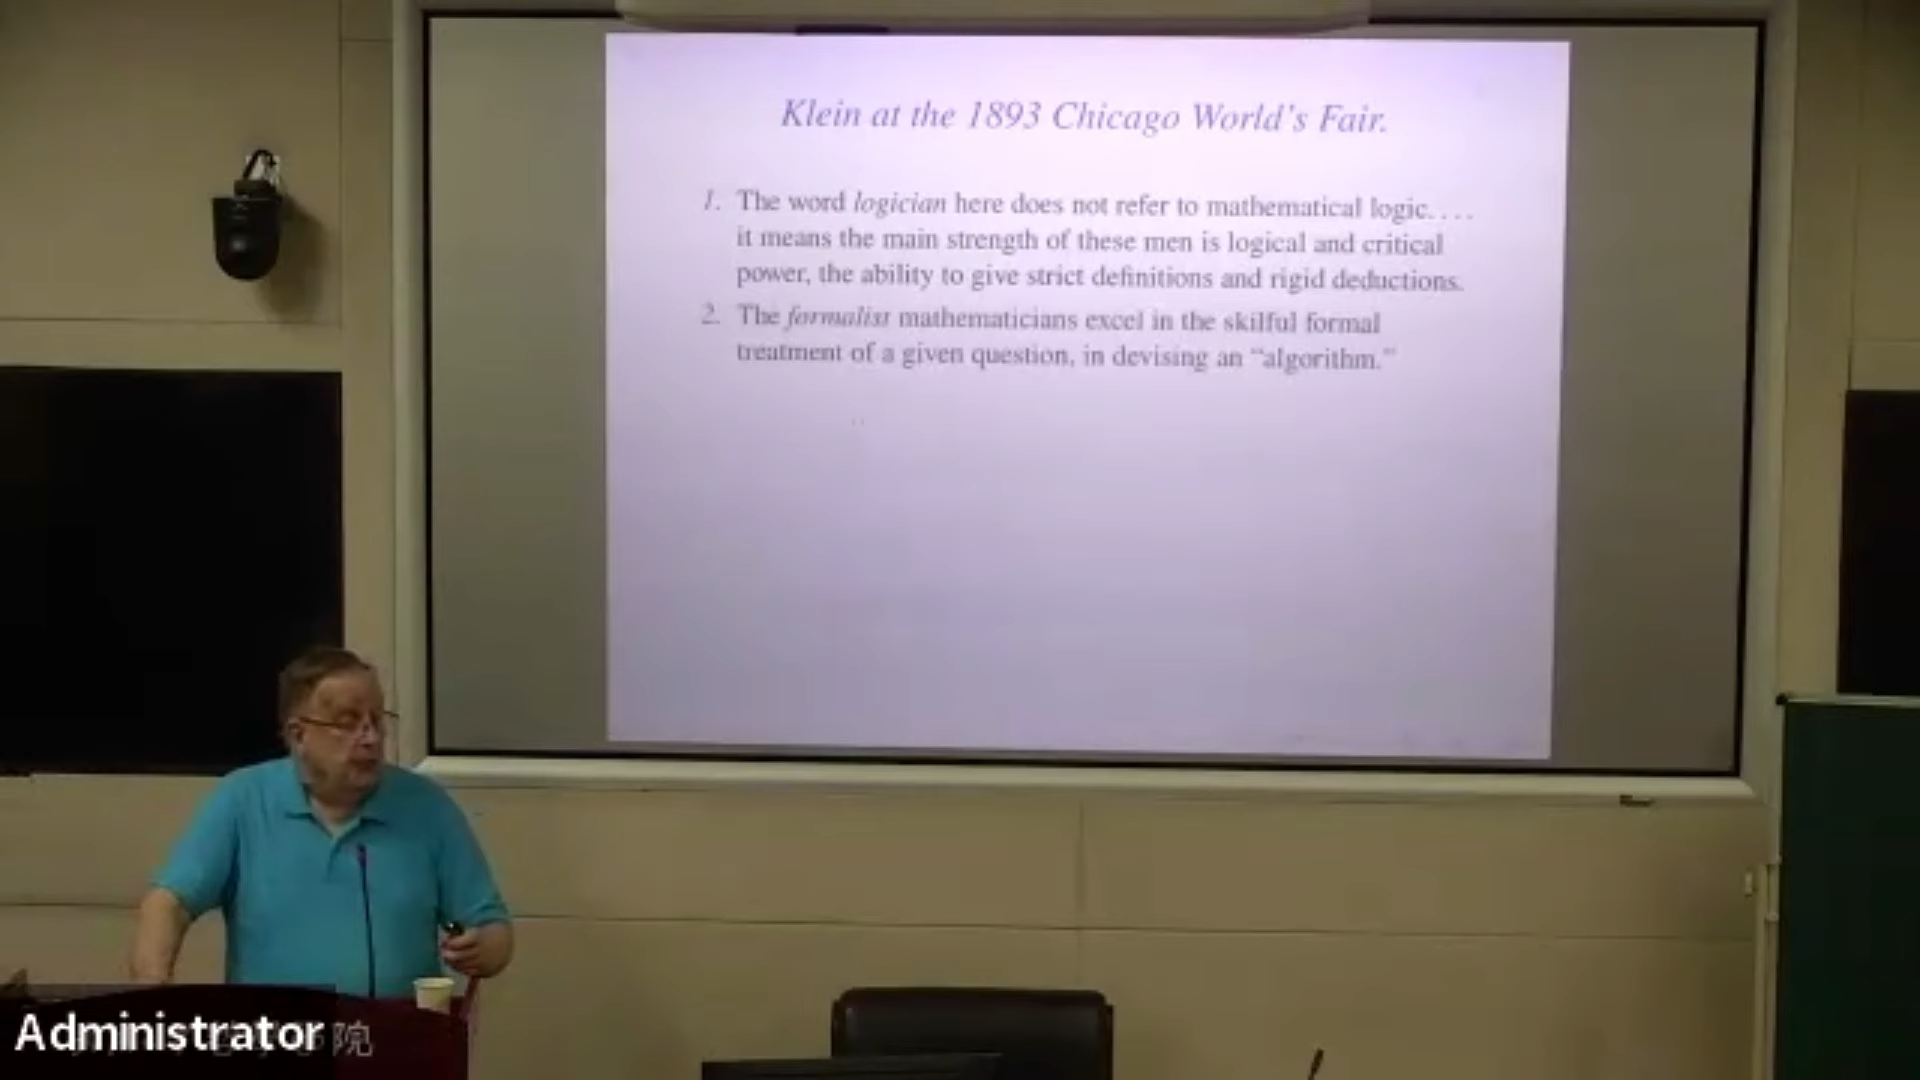 Klein at the 1893 Chicago World's Fair.
1. The word logician here does not refer to mathematical logic. . . .
it means the main strength of these men is logical and critical
power, the ability to give strict definitions and rigid deductions.
2. The formalist mathematicians excel in the skilful formal
treatment of a given question, in devising an "algorithm."
Administrator
院